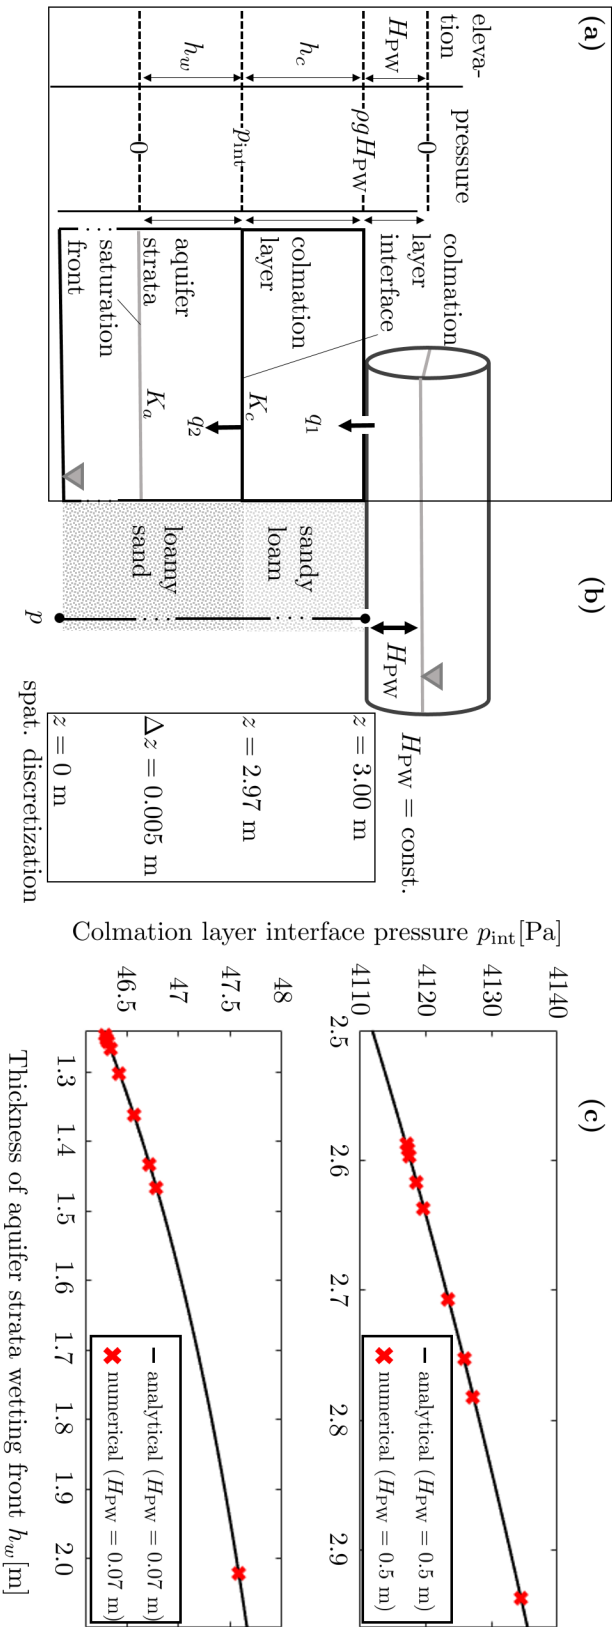 (a)
eleva-
tion
pressure
H_PW
h_c
h_w
0
ρgH_PW
p_int
0
colmation
layer
interface
colmation
layer
aquifer
strata
saturation
front
q_1
K_c
q_2
K_a
(b)
H_PW
H_PW = const.
sandy
loam
loamy
sand
p
z = 3.00 m
z = 2.97 m
Δz = 0.005 m
z = 0 m
spat. discretization
(c)
Colmation layer interface pressure p_int[Pa]
4140
4130
4120
4110
2.5
2.6
2.7
2.8
2.9
analytical (H_PW = 0.5 m)
numerical (H_PW = 0.5 m)
48
47.5
47
46.5
1.3
1.4
1.5
1.6
1.7
1.8
1.9
2.0
analytical (H_PW = 0.07 m)
numerical (H_PW = 0.07 m)
Thickness of aquifer strata wetting front h_w[m]